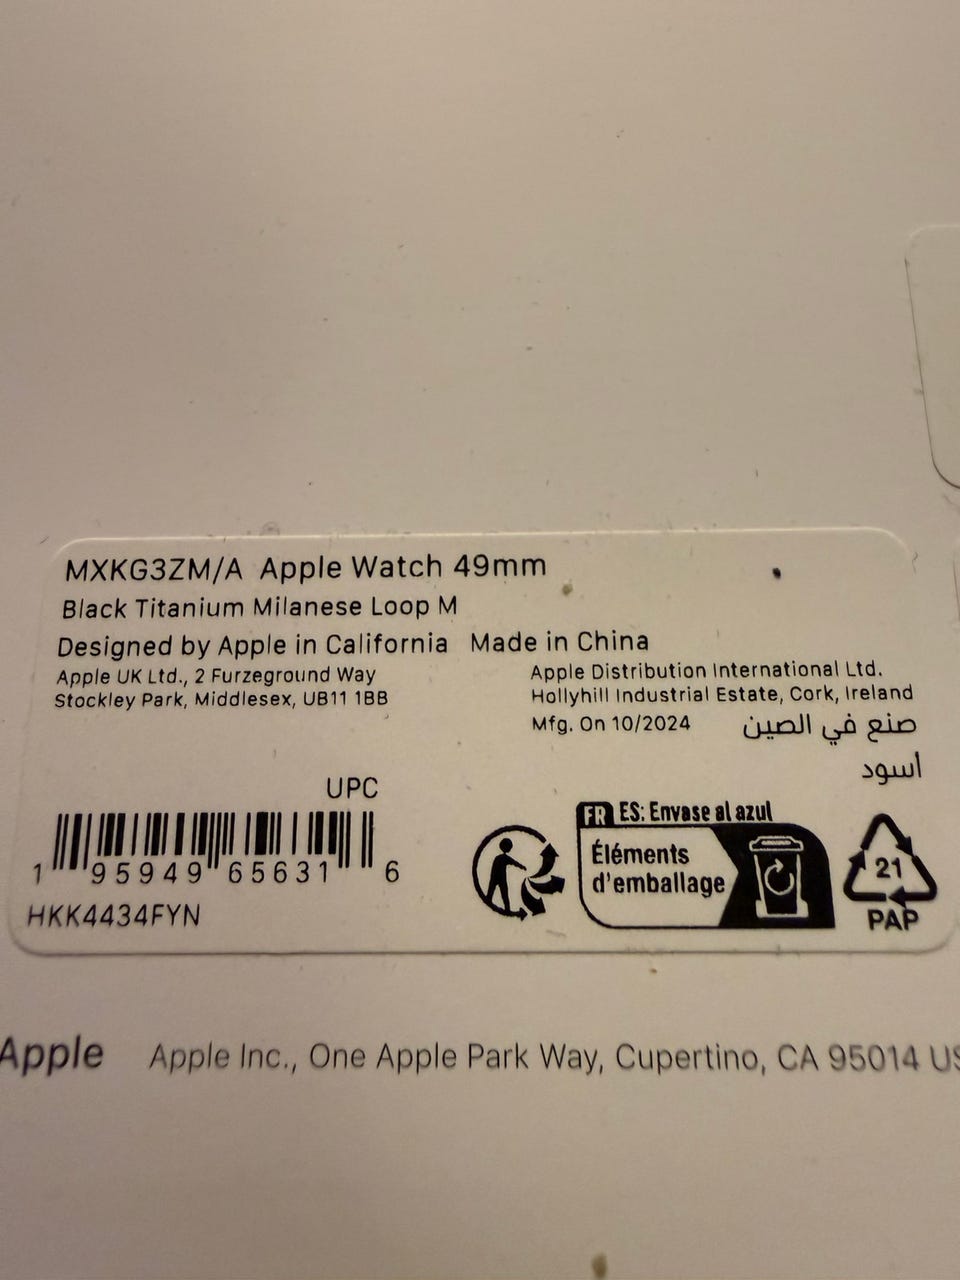 MXKG3ZM/A Apple Watch 49mm
Black Titanium Milanese Loop M
Designed by Apple in California Made in China
Apple UK Ltd., 2 Furzeground Way
Stockley Park, Middlesex, UB11 1BB
Apple Distribution International Ltd.
Hollyhill Industrial Estate, Cork, Ireland
Mfg. On 10/2024 صنع في الصين
اسود
UPC
1 95949 65631 6
HKK4434FYN
FR ES: Envase al azul
Éléments
d'emballage
21
PAP
Apple Apple Inc., One Apple Park Way, Cupertino, CA 95014 US